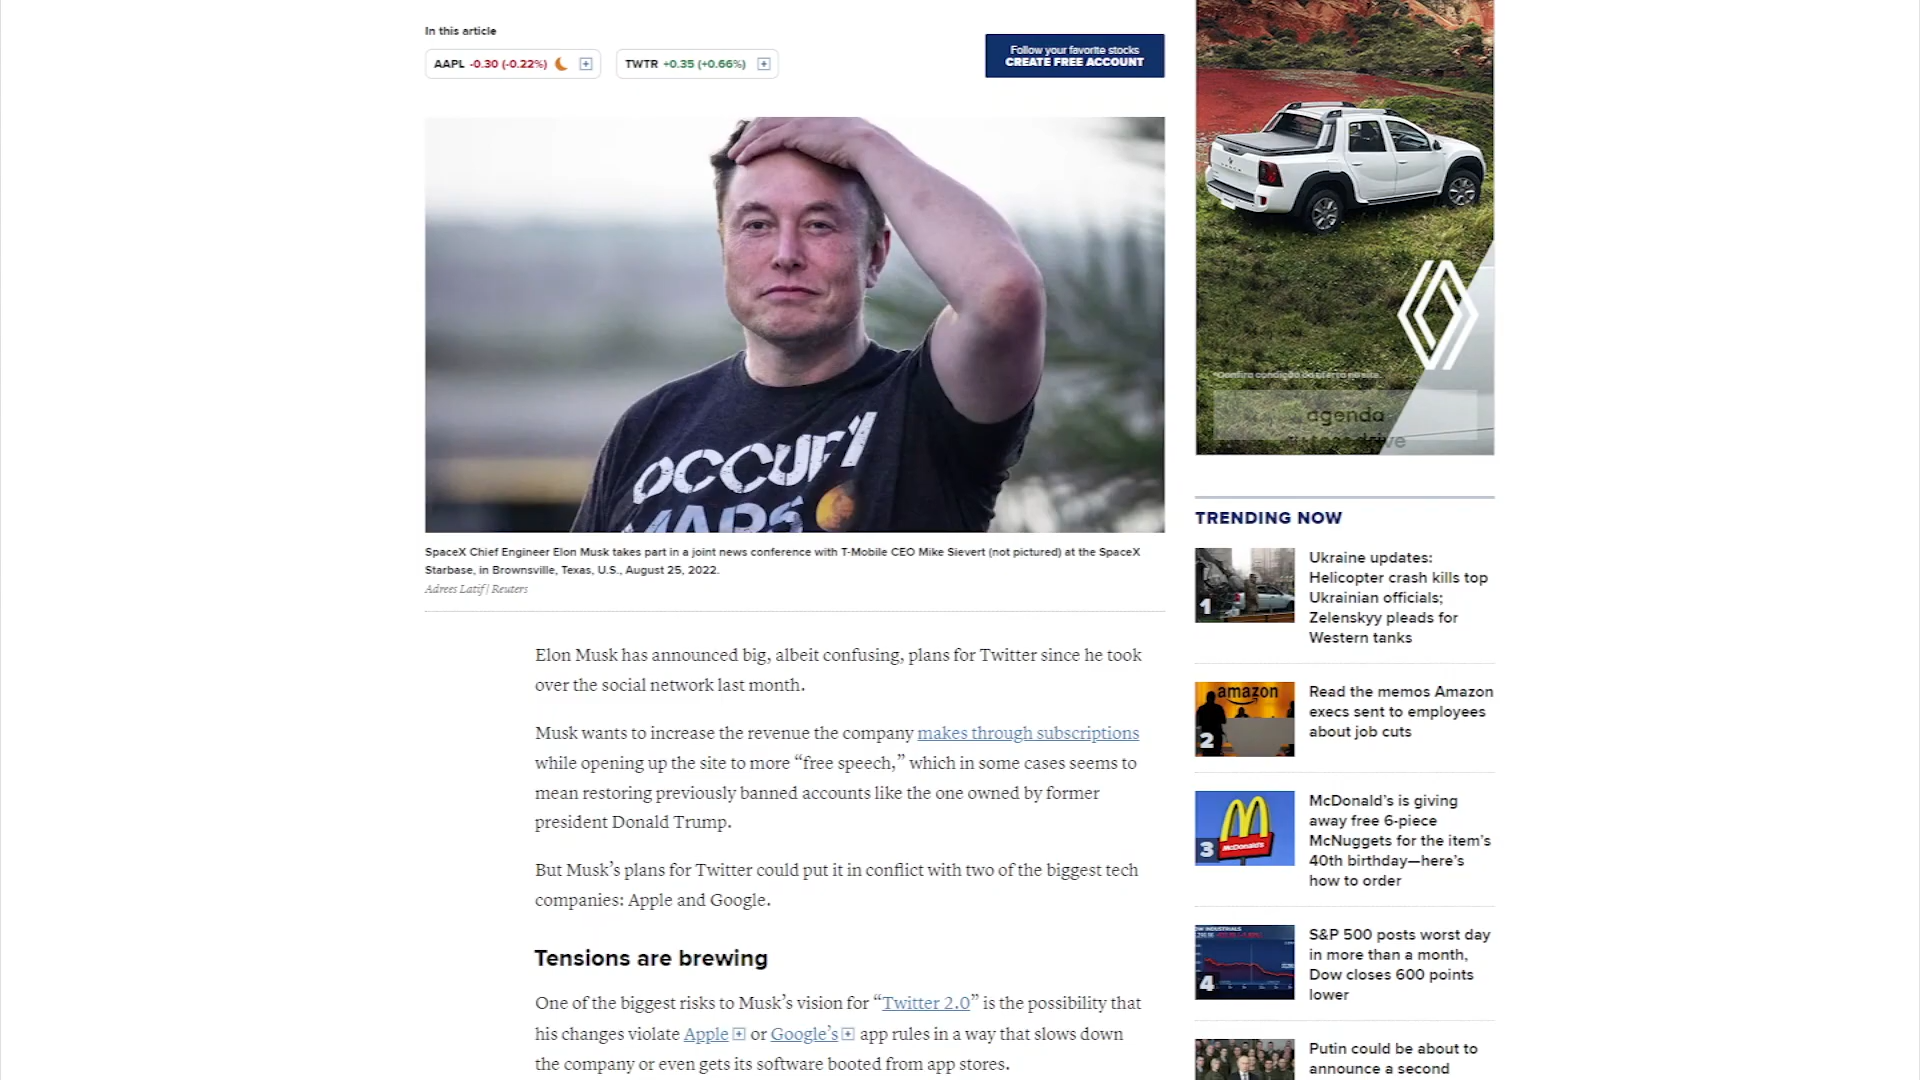 In this article
AAPL -0.30 (-0.22%)
TWTR +0.35 (+0.66%)
Follow your favorite stocks
CREATE FREE ACCOUNT
OCCUPY
MARS
SpaceX Chief Engineer Elon Musk takes part in a joint news conference with T-Mobile CEO Mike Sievert (not pictured) at the SpaceX
Starbase, in Brownsville, Texas, U.S., August 25, 2022.
Adrees Latif | Reuters
Elon Musk has announced big, albeit confusing, plans for Twitter since he took
over the social network last month.
Musk wants to increase the revenue the company makes through subscriptions
while opening up the site to more “free speech,” which in some cases seems to
mean restoring previously banned accounts like the one owned by former
president Donald Trump.
But Musk’s plans for Twitter could put it in conflict with two of the biggest tech
companies: Apple and Google.
Tensions are brewing
One of the biggest risks to Musk’s vision for “Twitter 2.0” is the possibility that
his changes violate Apple or Google’s app rules in a way that slows down
the company or even gets its software booted from app stores.
*Confira condição da oferta no site.
agenda
TRENDING NOW
1
Ukraine updates:
Helicopter crash kills top
Ukrainian officials;
Zelenskyy pleads for
Western tanks
amazon
2
Read the memos Amazon
execs sent to employees
about job cuts
McDonald's
3
McDonald’s is giving
away free 6-piece
McNuggets for the item’s
40th birthday—here’s
how to order
4
S&P 500 posts worst day
in more than a month,
Dow closes 600 points
lower
Putin could be about to
announce a second